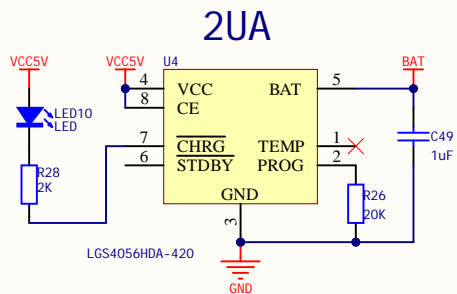 2UA
VCC5V
VCC5V
U4
BAT
4
VCC
BAT
5
8
CE
LED10
LED
C49
1uF
7
CHRG
TEMP
1
6
STDBY
PROG
2
R28
2K
GND
R26
20K
3
LGS4056HDA-420
GND